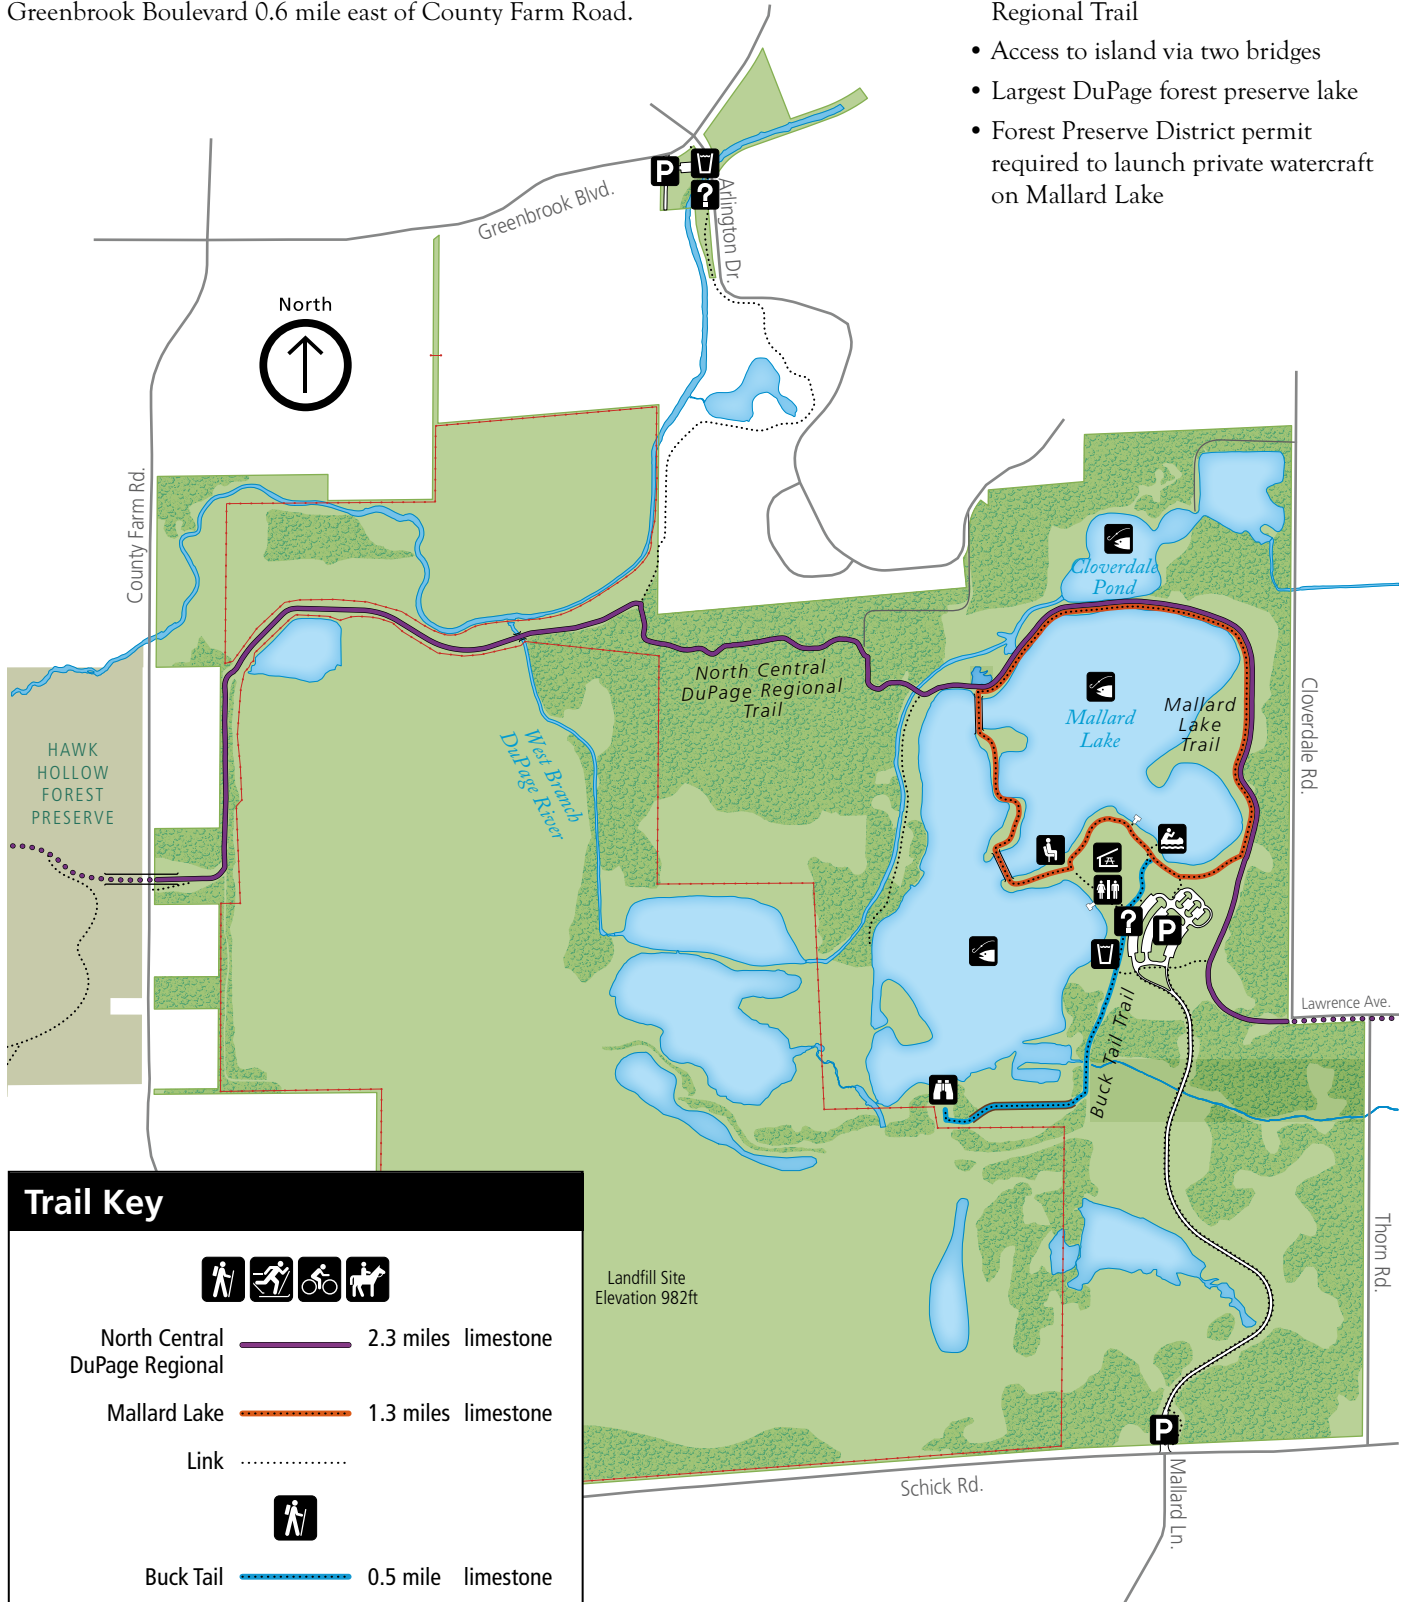 Greenbrook Boulevard 0.6 mile east of County Farm Road.
Regional Trail
• Access to island via two bridges
• Largest DuPage forest preserve lake
• Forest Preserve District permit
required to launch private watercraft
on Mallard Lake
P
?
Greenbrook Blvd.
Arlington Dr.
North
County Farm Rd.
Cloverdale
Pond
North Central
DuPage Regional
Trail
Mallard
Lake
Mallard
Lake
Trail
Cloverdale Rd.
HAWK
HOLLOW
FOREST
PRESERVE
West Branch
DuPage River
?
P
Lawrence Ave.
Buck Tail Trail
Trail Key
North Central
DuPage Regional
2.3 miles limestone
Mallard Lake 1.3 miles limestone
Link
Buck Tail 0.5 mile limestone
Landfill Site
Elevation 982ft
Thorn Rd.
P
Schick Rd.
Mallard Ln.